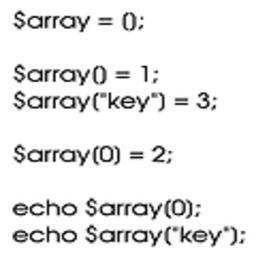 $array = ();
$array() = 1;
$array("key") = 3;
$array(0) = 2;
echo $array(0);
echo $array("key");